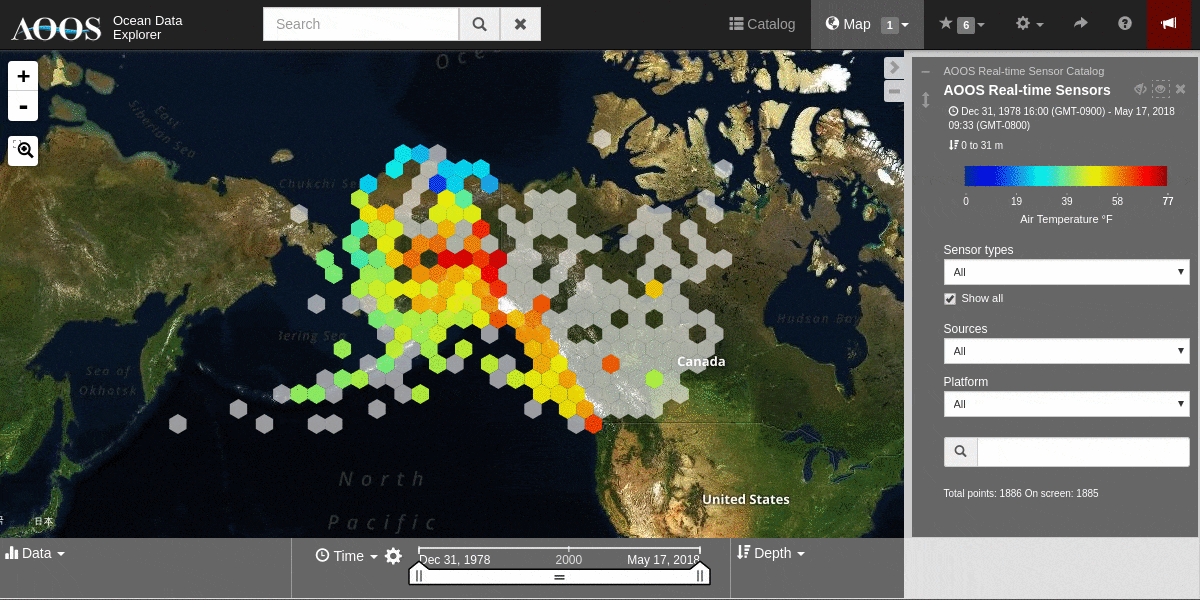 AOOS
Ocean Data
Explorer
Search
Catalog
Map
1
6
+
-
Oce
East
Siberian Sea
Chukchi Se
Bering Sea
Sea of
Okhotsk
Hudson Bay
Canada
United States
North
Pacific
日本
AOOS Real-time Sensor Catalog
AOOS Real-time Sensors
Dec 31, 1978 16:00 (GMT-0900) - May 17, 2018
09:33 (GMT-0800)
0 to 31 m
0 19 39 58 77
Air Temperature °F
Sensor types
All
Show all
Sources
All
Platform
All
Total points: 1886 On screen: 1885
Data
Time
Dec 31, 1978
2000
May 17, 2018
Depth